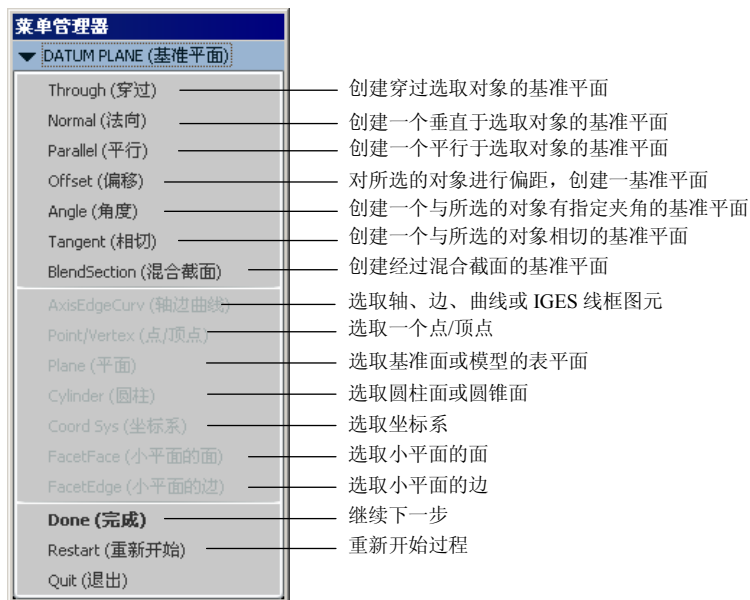 菜单管理器
DATUM PLANE (基准平面)
Through (穿过) 创建穿过选取对象的基准平面
Normal (法向) 创建一个垂直于选取对象的基准平面
Parallel (平行) 创建一个平行于选取对象的基准平面
Offset (偏移) 对所选的对象进行偏距，创建一基准平面
Angle (角度) 创建一个与所选的对象有指定夹角的基准平面
Tangent (相切) 创建一个与所选的对象相切的基准平面
BlendSection (混合截面) 创建经过混合截面的基准平面
AxisEdgeCurv (轴边曲线) 选取轴、边、曲线或 IGES 线框图元
Point/Vertex (点/顶点) 选取一个点/顶点
Plane (平面) 选取基准面或模型的表平面
Cylinder (圆柱) 选取圆柱面或圆锥面
Coord Sys (坐标系) 选取坐标系
FacetFace (小平面的面) 选取小平面的面
FacetEdge (小平面的边) 选取小平面的边
Done (完成) 继续下一步
Restart (重新开始) 重新开始过程
Quit (退出)